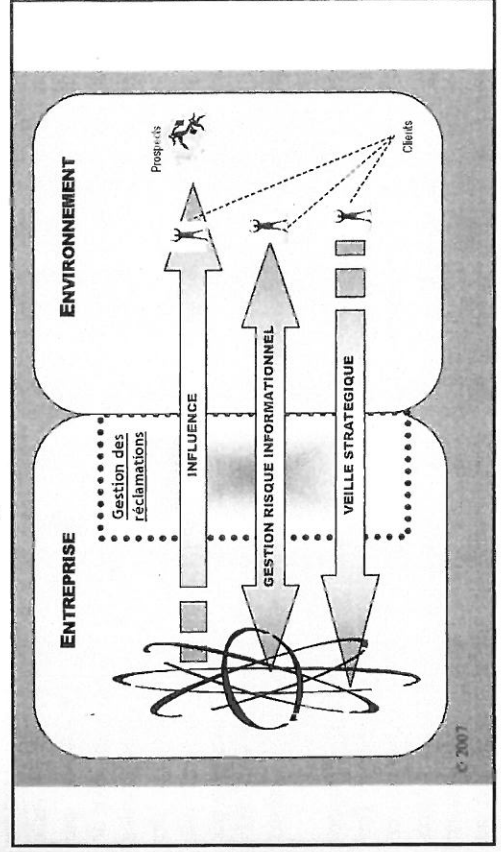 ENTREPRISE
ENVIRONNEMENT
Gestion des
réclamations
Prospects
INFLUENCE
GESTION RISQUE INFORMATIONNEL
VEILLE STRATEGIQUE
Clients
© 2007